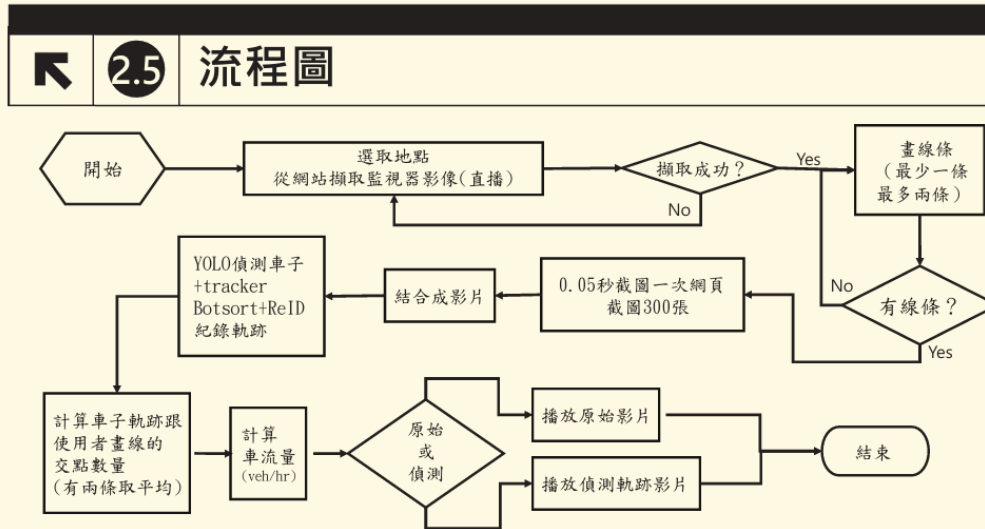 2.5 流程圖
開始
選取地點
從網站擷取監視器影像(直播)
擷取成功？
Yes
No
畫線條
（最少一條
最多兩條）
有線條？
No
Yes
0.05秒截圖一次網頁
截圖300張
結合成影片
YOLO偵測車子
+tracker
Botsort+ReID
紀錄軌跡
計算車子軌跡跟
使用者畫線的
交點數量
(有兩條取平均)
計算
車流量
(veh/hr)
原始
或
偵測
播放原始影片
播放偵測軌跡影片
結束